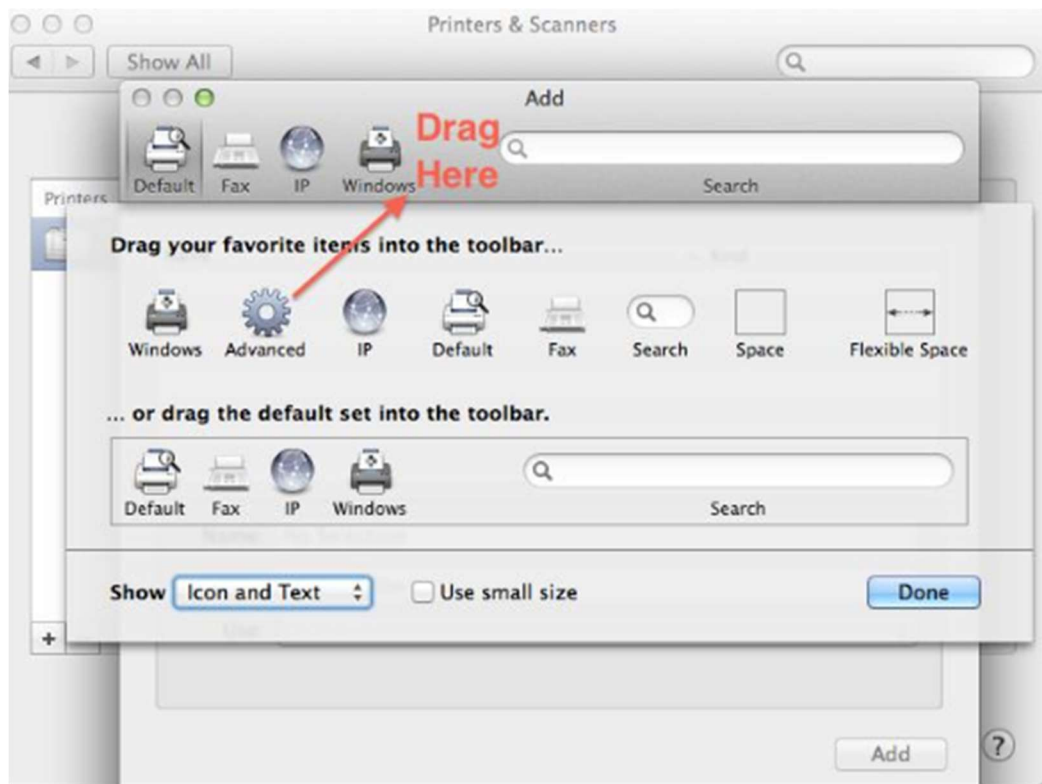 Printers & Scanners
Show All
Add
Drag
Here
Default Fax IP Windows Search
Printers
Drag your favorite items into the toolbar...
Windows Advanced IP Default Fax Search Space Flexible Space
... or drag the default set into the toolbar.
Default Fax IP Windows Search
Name
Show Icon and Text Use small size Done
+
Use
Add
?